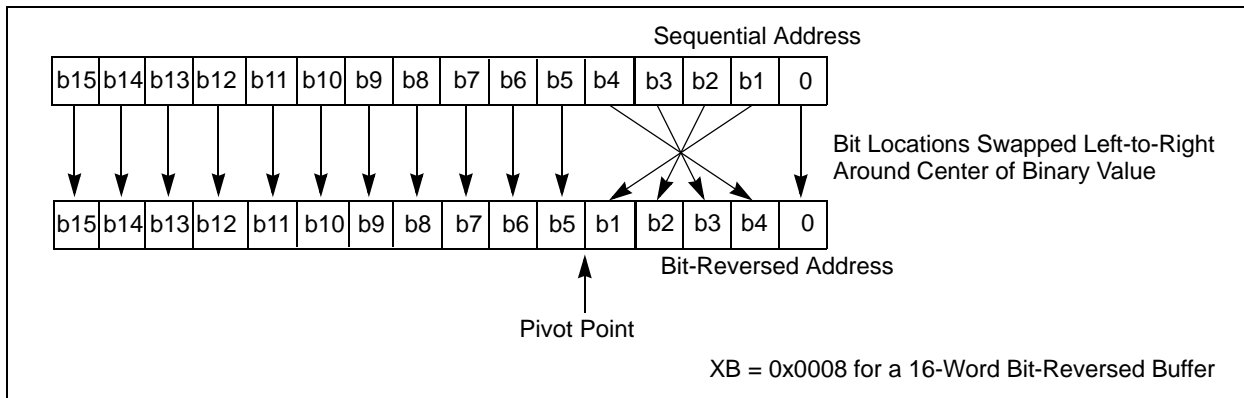 Sequential Address
b15 b14 b13 b12 b11 b10 b9 b8 b7 b6 b5 b4 b3 b2 b1 0
Bit Locations Swapped Left-to-Right
Around Center of Binary Value
b15 b14 b13 b12 b11 b10 b9 b8 b7 b6 b5 b1 b2 b3 b4 0
Bit-Reversed Address
Pivot Point
XB = 0x0008 for a 16-Word Bit-Reversed Buffer